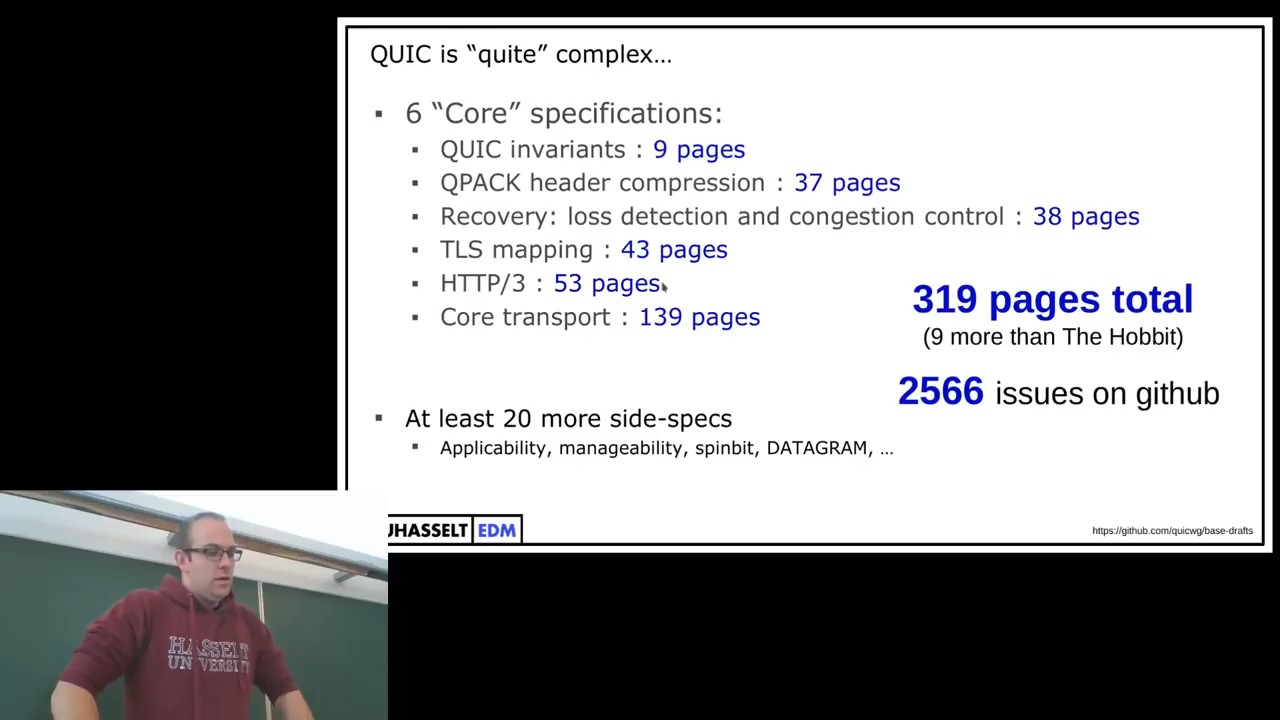 QUIC is “quite” complex…
▪ 6 “Core” specifications:
▪ QUIC invariants : 9 pages
▪ QPACK header compression : 37 pages
▪ Recovery: loss detection and congestion control : 38 pages
▪ TLS mapping : 43 pages
▪ HTTP/3 : 53 pages
▪ Core transport : 139 pages
319 pages total
(9 more than The Hobbit)
2566 issues on github
▪ At least 20 more side-specs
▪ Applicability, manageability, spinbit, DATAGRAM, …
UHASSELT EDM
https://github.com/quicwg/base-drafts
HASSELT
UNIVERSITY